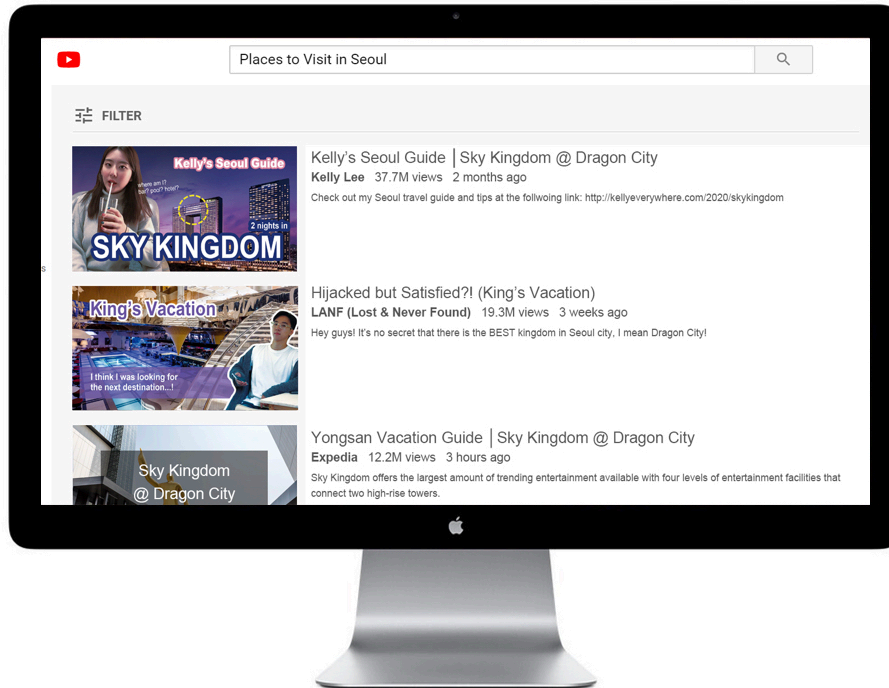 Places to Visit in Seoul
FILTER
Kelly's Seoul Guide
where am I?
bar? pool? hotel?
2 nights in
SKY KINGDOM
Kelly’s Seoul Guide │Sky Kingdom @ Dragon City
Kelly Lee 37.7M views 2 months ago
Check out my Seoul travel guide and tips at the follwoing link: http://kellyeverywhere.com/2020/skykingdom
s
King's Vacation
I think I was looking for
the next destination...!
Hijacked but Satisfied?! (King’s Vacation)
LANF (Lost & Never Found) 19.3M views 3 weeks ago
Hey guys! It’s no secret that there is the BEST kingdom in Seoul city, I mean Dragon City!
Sky Kingdom
@ Dragon City
Yongsan Vacation Guide │Sky Kingdom @ Dragon City
Expedia 12.2M views 3 hours ago
Sky Kingdom offers the largest amount of trending entertainment available with four levels of entertainment facilities that
connect two high-rise towers.